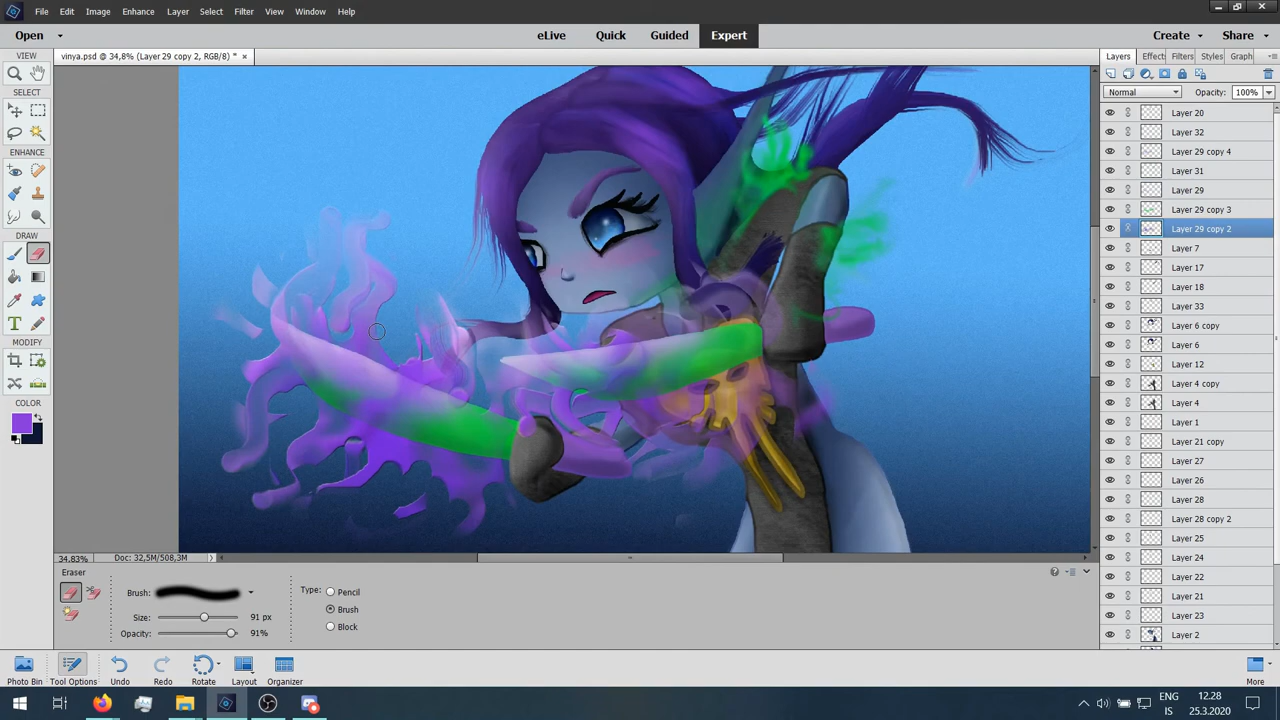 File Edit Image Enhance Layer Select Filter View Window Help
Open eLive Quick Guided Expert Create Share
vinya.psd @ 34,8% (Layer 29 copy 2, RGB/8) * ×
VIEW
SELECT
ENHANCE
DRAW
COLOR
Layers Effect Filters Styles Graph
Normal Opacity: 100%
Layer 20
Layer 32
Layer 29 copy 4
Layer 31
Layer 29
Layer 29 copy 3
Layer 29 copy 2
Layer 7
Layer 17
Layer 18
Layer 33
Layer 6 copy
Layer 6
Layer 12
Layer 4 copy
Layer 4
Layer 1
Layer 21 copy
Layer 27
Layer 26
Layer 28
Layer 28 copy 2
Layer 25
Layer 24
Layer 22
Layer 21
Layer 23
Layer 2
34.83% Doc: 32,5M/508,3M
Eraser
Brush:
Size: 91 px
Opacity: 91%
Type: Pencil
Brush
Block
Photo Bin Tool Options Undo Redo Rotate Layout Organizer More
ENG
IS
12.28
25.3.2020